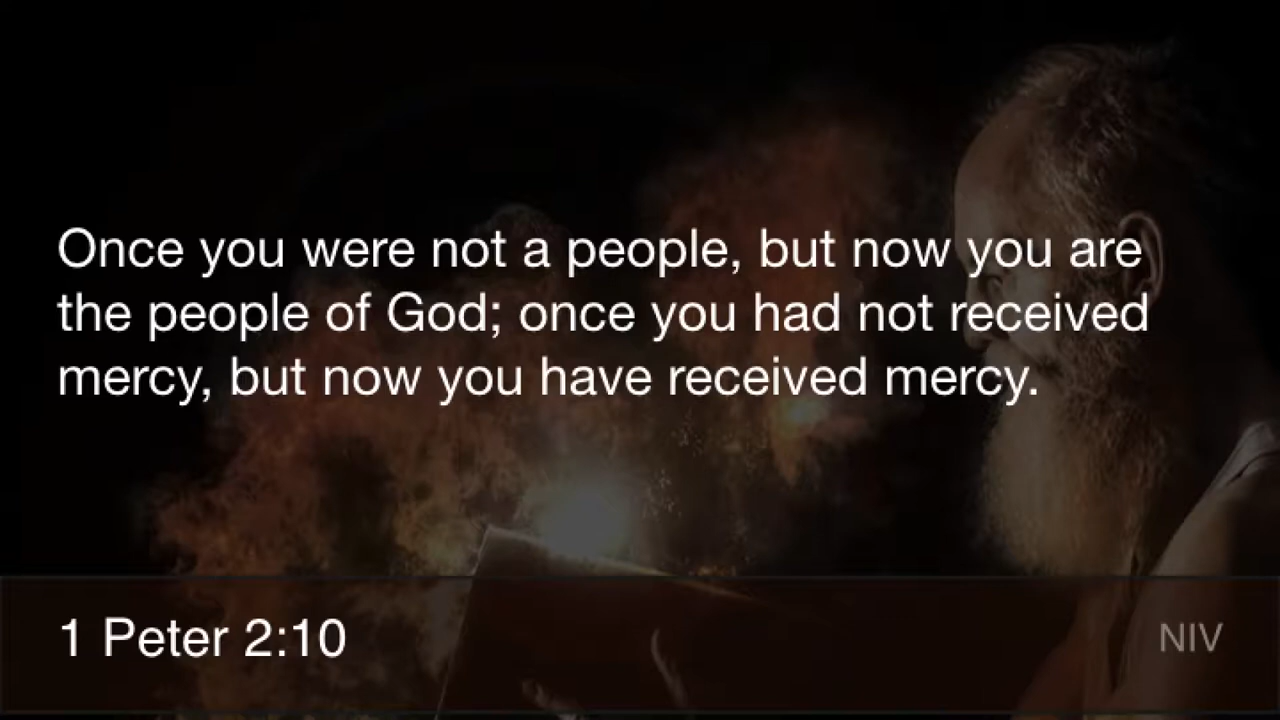 Once you were not a people, but now you are
the people of God; once you had not received
mercy, but now you have received mercy.
1 Peter 2:10
NIV